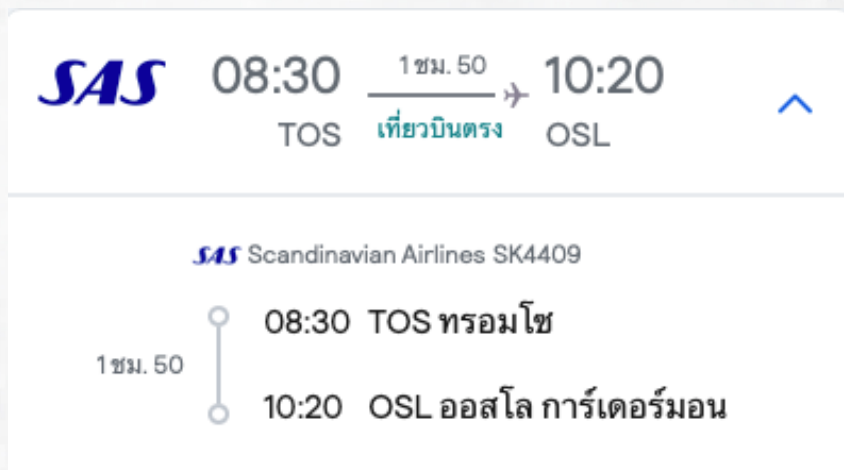 SAS 08:30 1 ชม. 50 10:20
TOS เที่ยวบินตรง OSL
SAS Scandinavian Airlines SK4409
08:30 TOS ทรอมโซ
1 ชม. 50
10:20 OSL ออสโล การ์เดอร์มอน